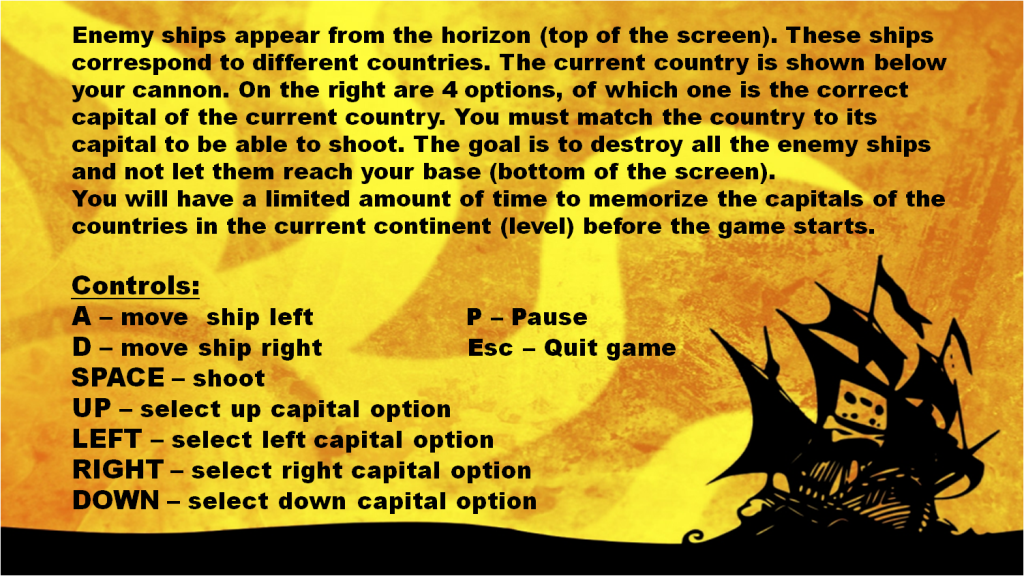 Enemy ships appear from the horizon (top of the screen). These ships
correspond to different countries. The current country is shown below
your cannon. On the right are 4 options, of which one is the correct
capital of the current country. You must match the country to its
capital to be able to shoot. The goal is to destroy all the enemy ships
and not let them reach your base (bottom of the screen).
You will have a limited amount of time to memorize the capitals of the
countries in the current continent (level) before the game starts.
Controls:
A – move ship left
P – Pause
D – move ship right
Esc – Quit game
SPACE – shoot
UP – select up capital option
LEFT – select left capital option
RIGHT – select right capital option
DOWN – select down capital option